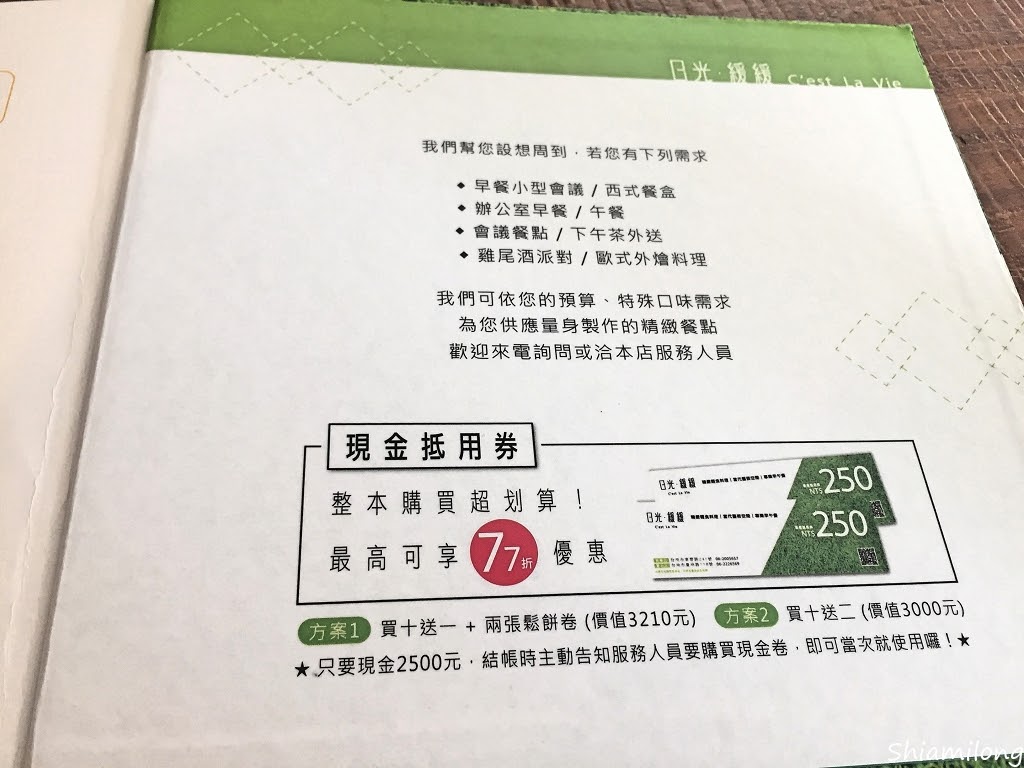 日光·緩緩 C'est La Vie
我們幫您設想周到，若您有下列需求
◆ 早餐小型會議 / 西式餐盒
◆ 辦公室早餐 / 午餐
◆ 會議餐點 / 下午茶外送
◆ 雞尾酒派對 / 歐式外燴料理
我們可依您的預算、特殊口味需求
為您供應量身製作的精緻餐點
歡迎來電詢問或洽本店服務人員
現金抵用券
整本購買超划算！
最高可享77折優惠
日光·緩緩
C'est La Vie
NT$ 250
日光·緩緩
C'est La Vie
NT$ 250
方案1 買十送一 + 兩張鬆餅卷 (價值3210元) 方案2 買十送二 (價值3000元)
★只要現金2500元，結帳時主動告知服務人員要購買現金卷，即可當次就使用囉！★
Shiamilong